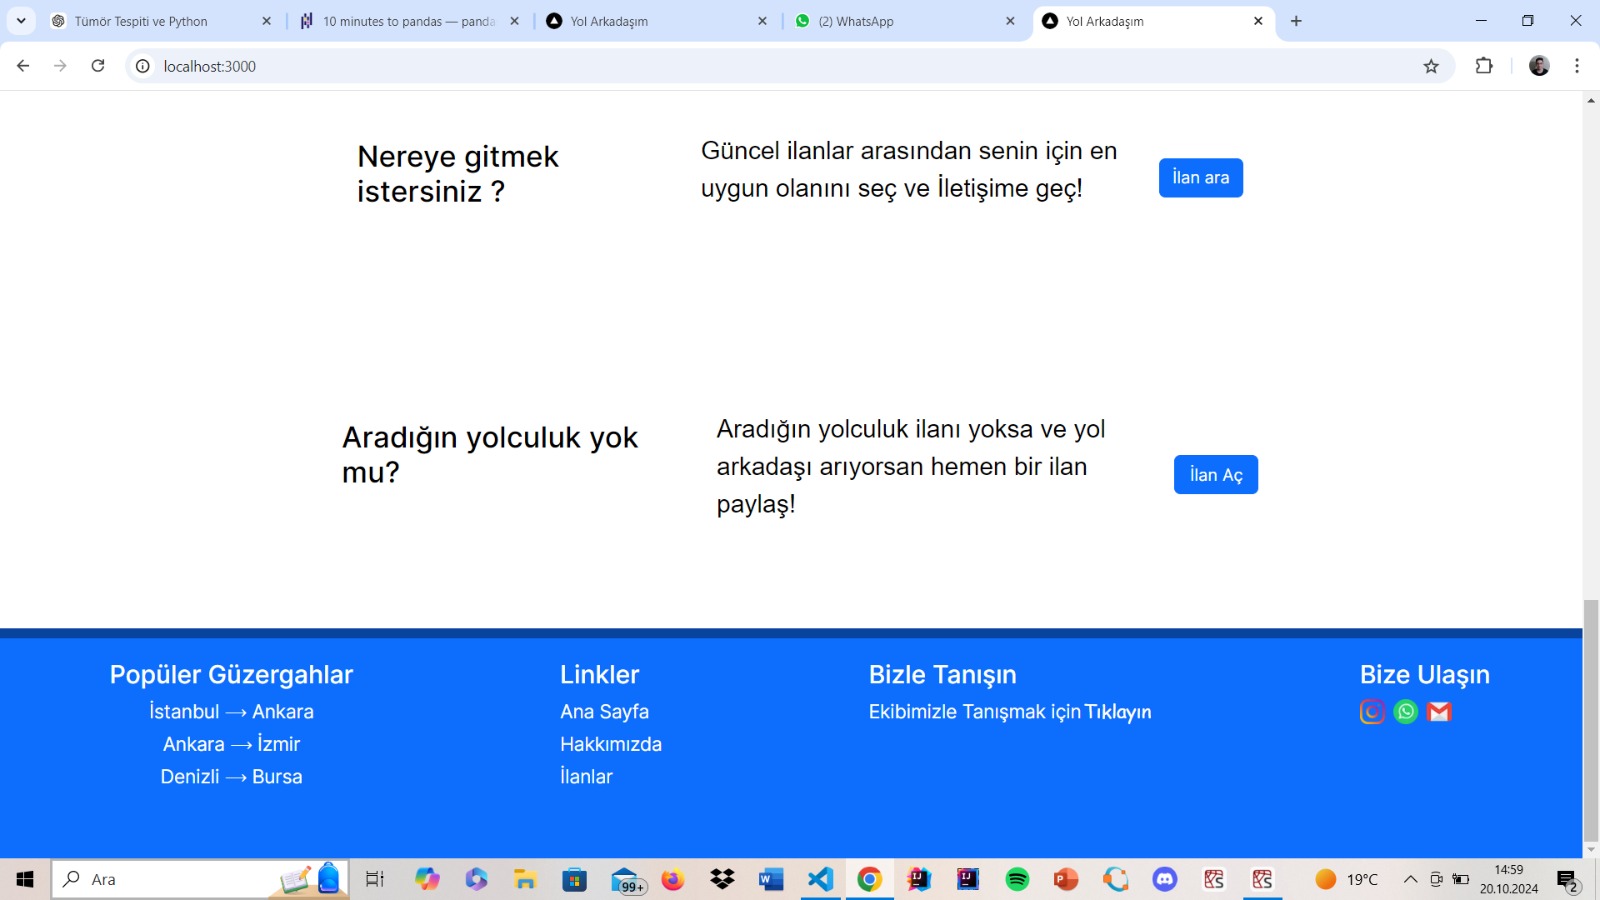 Tümör Tespiti ve Python
10 minutes to pandas — panda
Yol Arkadaşım
(2) WhatsApp
Yol Arkadaşım
localhost:3000
Nereye gitmek
istersiniz ?
Güncel ilanlar arasından senin için en
uygun olanını seç ve İletişime geç!
İlan ara
Aradığın yolculuk yok
mu?
Aradığın yolculuk ilanı yoksa ve yol
arkadaşı arıyorsan hemen bir ilan
paylaş!
İlan Aç
Popüler Güzergahlar
İstanbul → Ankara
Ankara → İzmir
Denizli → Bursa
Linkler
Ana Sayfa
Hakkımızda
İlanlar
Bizle Tanışın
Ekibimizle Tanışmak için Tıklayın
Bize Ulaşın
Ara
99+
19°C
14:59
20.10.2024
2